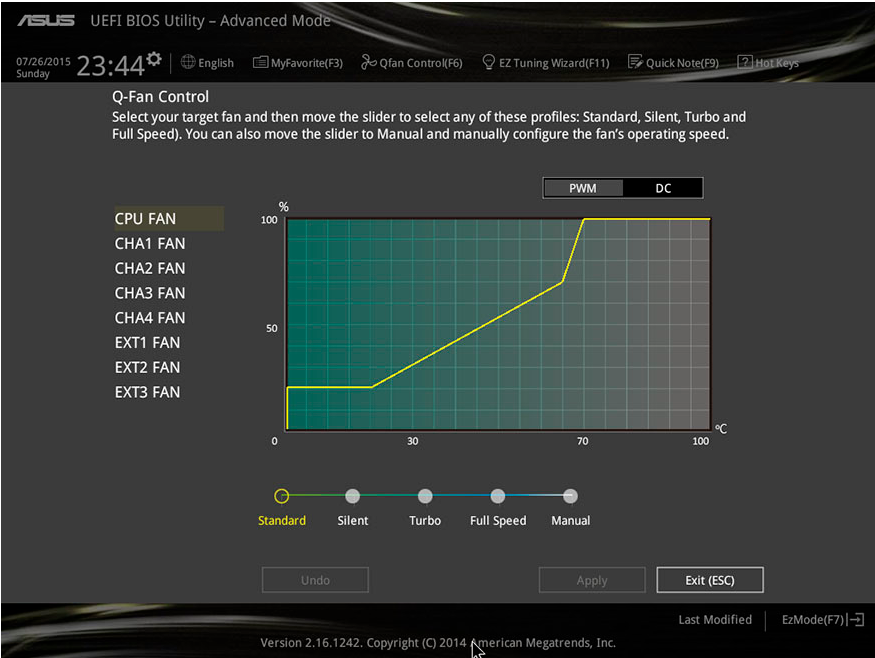 ASUS UEFI BIOS Utility – Advanced Mode
07/26/2015
Sunday
23:44
English MyFavorite(F3) Qfan Control(F6) EZ Tuning Wizard(F11) Quick Note(F9) ? Hot Keys
Q-Fan Control
Select your target fan and then move the slider to select any of these profiles: Standard, Silent, Turbo and
Full Speed). You can also move the slider to Manual and manually configure the fan's operating speed.
PWM DC
CPU FAN
CHA1 FAN
CHA2 FAN
CHA3 FAN
CHA4 FAN
EXT1 FAN
EXT2 FAN
EXT3 FAN
%
100
50
0 30 70 100
°C
Standard Silent Turbo Full Speed Manual
Undo Apply Exit (ESC)
Last Modified EzMode(F7)
Version 2.16.1242. Copyright (C) 2014 American Megatrends, Inc.